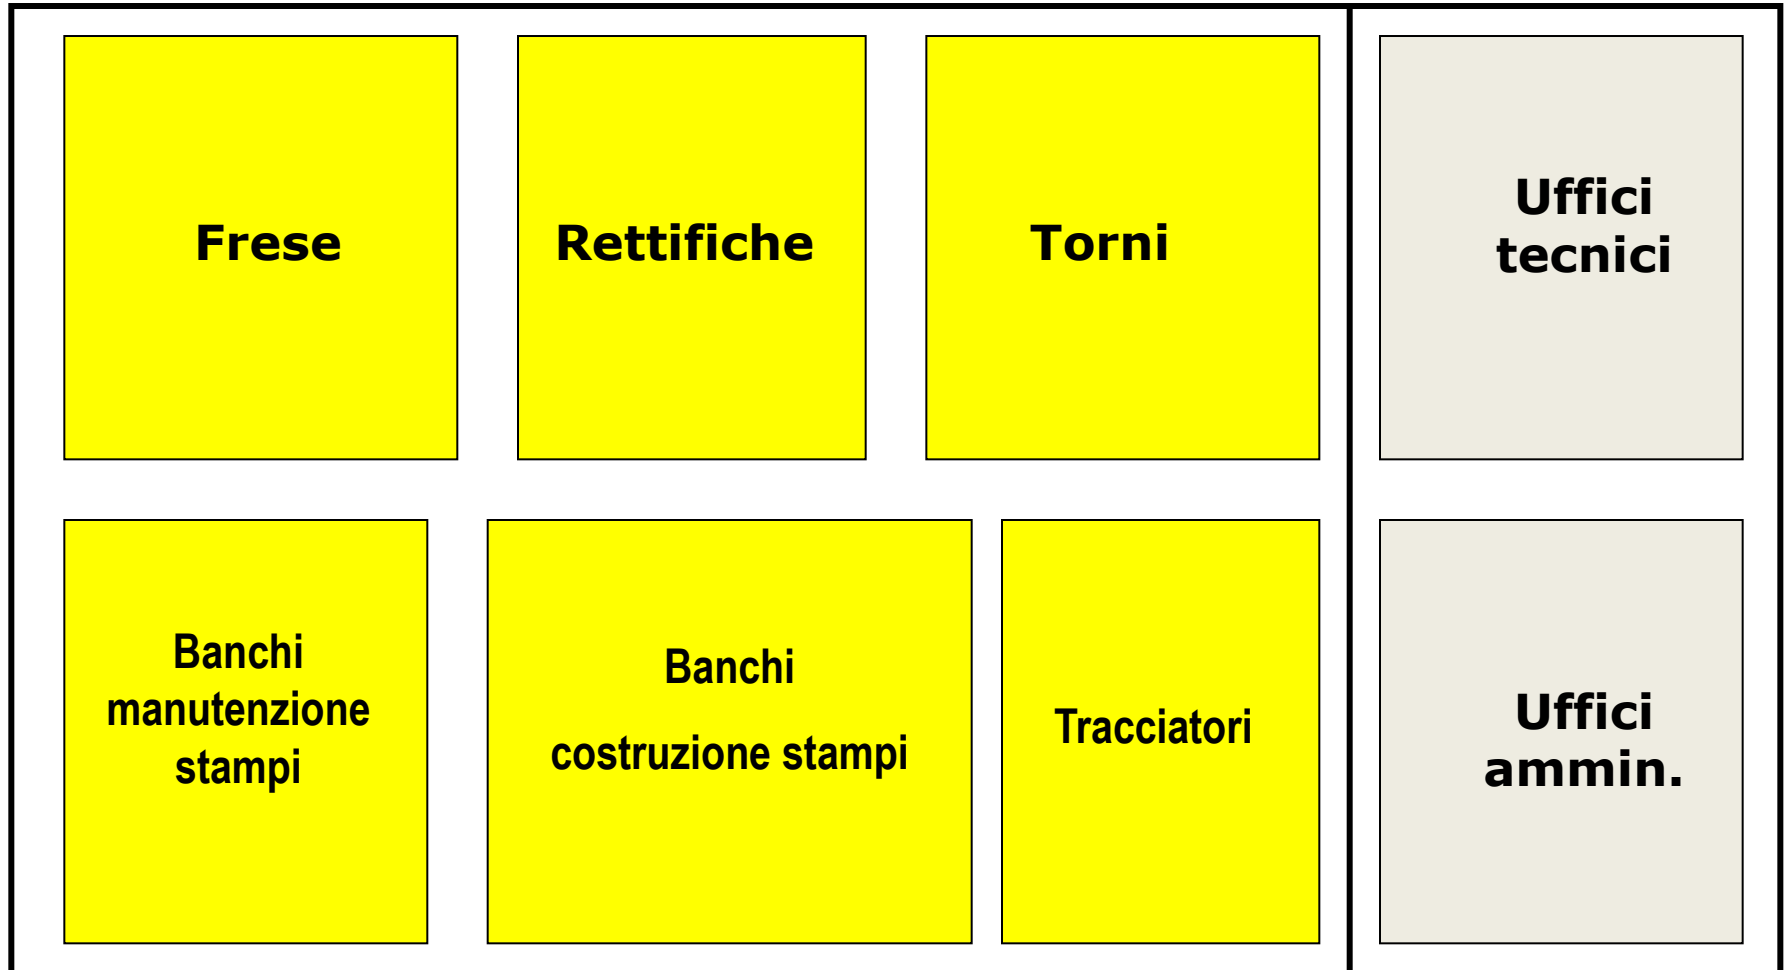 Frese
Rettifiche
Torni
Uffici
tecnici
Banchi
manutenzione
stampi
Banchi
costruzione stampi
Tracciatori
Uffici
ammin.